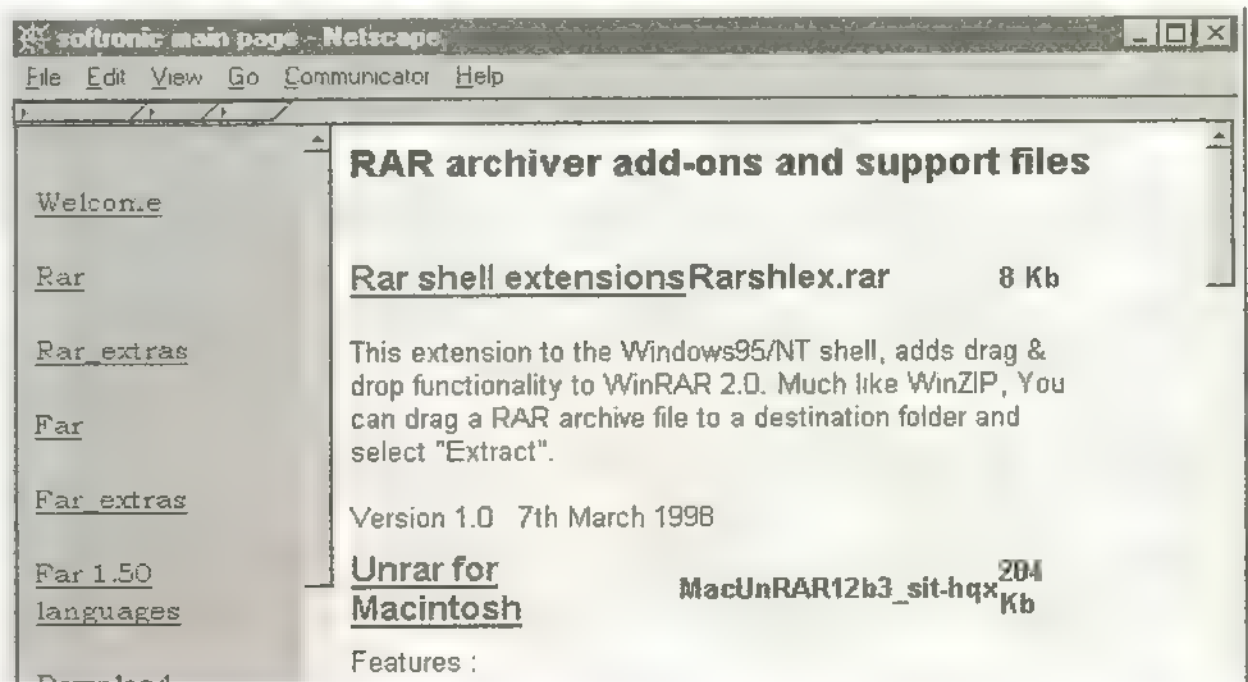 softronic main page - Netscape
File Edit View Go Communicator Help
Welcome
Rar
Rar_extras
Far
Far_extras
Far 1.50
languages
Download
RAR archiver add-ons and support files
Rar shell extensions Rarshlex.rar 8 Kb
This extension to the Windows95/NT shell, adds drag &
drop functionality to WinRAR 2.0. Much like WinZIP, You
can drag a RAR archive file to a destination folder and
select "Extract".
Version 1.0 7th March 1998
Unrar for
Macintosh
MacUnRAR12b3_sit-hqx
204
Kb
Features :